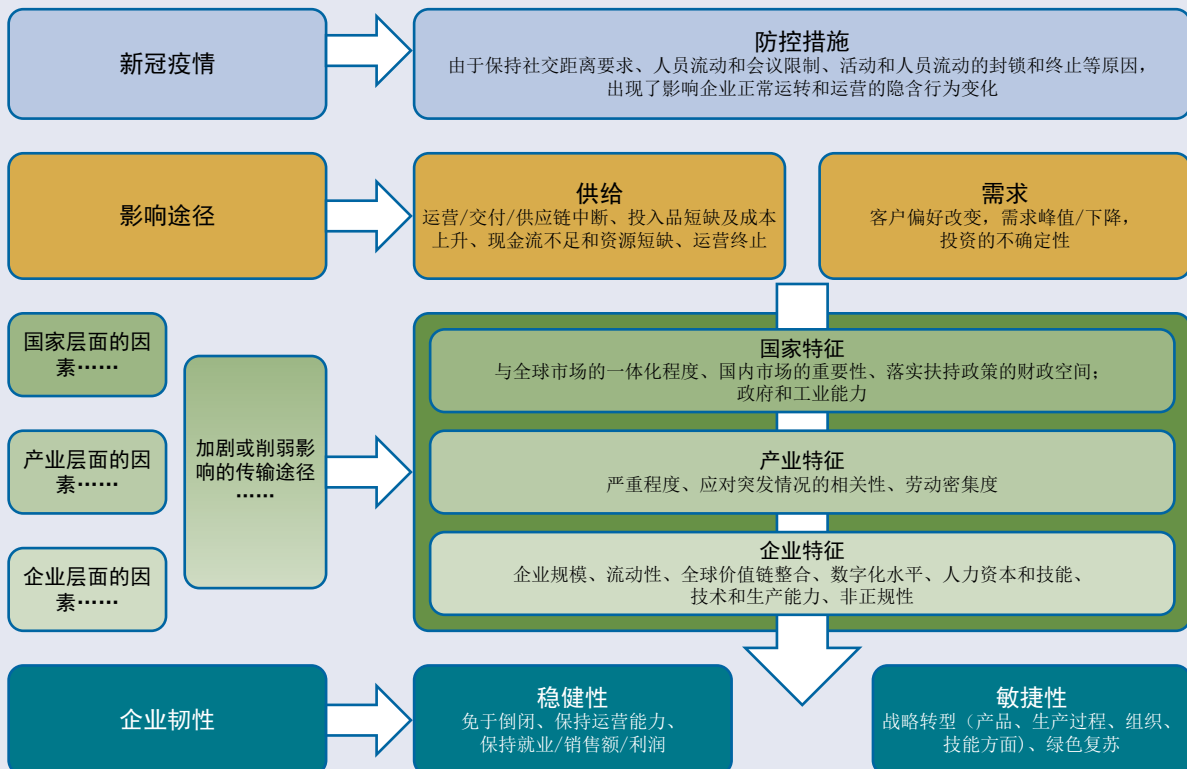 新冠疫情
防控措施
由于保持社交距离要求、人员流动和会议限制、活动和人员流动的封锁和终止等原因，
出现了影响企业正常运转和运营的隐含行为变化
影响途径
供给
运营/交付/供应链中断、投入品短缺及成本
上升、现金流不足和资源短缺、运营终止
需求
客户偏好改变，需求峰值/下降，
投资的不确定性
国家层面的因
素……
产业层面的因
素……
企业层面的因
素……
加剧或削弱影
响的传输途径
……
国家特征
与全球市场的一体化程度、国内市场的重要性、落实扶持政策的财政空间；
政府和工业能力
产业特征
严重程度、应对突发情况的相关性、劳动密集度
企业特征
企业规模、流动性、全球价值链整合、数字化水平、人力资本和技能、
技术和生产能力、非正规性
企业韧性
稳健性
免于倒闭、保持运营能力、
保持就业/销售额/利润
敏捷性
战略转型（产品、生产过程、组织、
技能方面）、绿色复苏